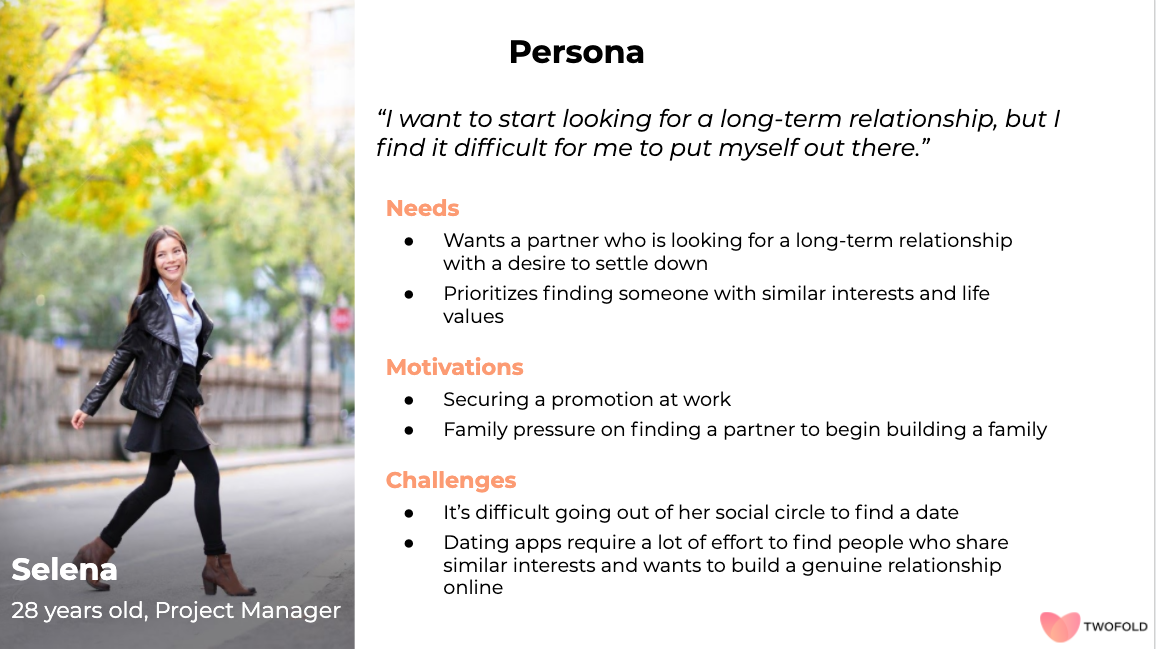 Persona
“I want to start looking for a long-term relationship, but I
find it difficult for me to put myself out there.”
Needs
● Wants a partner who is looking for a long-term relationship
with a desire to settle down
● Prioritizes finding someone with similar interests and life
values
Motivations
● Securing a promotion at work
● Family pressure on finding a partner to begin building a family
Challenges
● It’s difficult going out of her social circle to find a date
● Dating apps require a lot of effort to find people who share
similar interests and wants to build a genuine relationship
online
Selena
28 years old, Project Manager
TWOFOLD